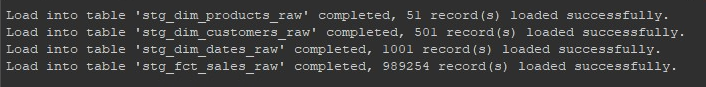 Load into table 'stg_dim_products_raw' completed, 51 record(s) loaded successfully.
Load into table 'stg_dim_customers_raw' completed, 501 record(s) loaded successfully.
Load into table 'stg_dim_dates_raw' completed, 1001 record(s) loaded successfully.
Load into table 'stg_fct_sales_raw' completed, 989254 record(s) loaded successfully.